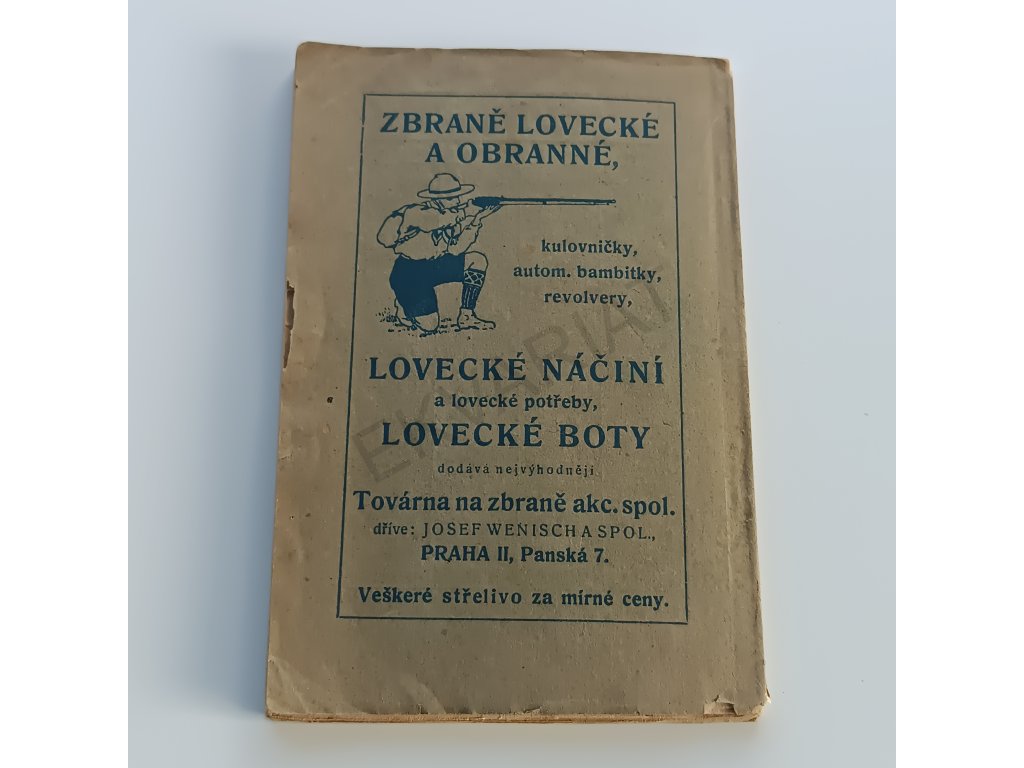 ZBRANĚ LOVECKÉ
A OBRANNÉ,
kulovničky,
autom. bambitky,
revolvery,
LOVECKÉ NÁČINÍ
a lovecké potřeby,
LOVECKÉ BOTY
dodává nejvýhodněji
Továrna na zbraně akc. spol.
dříve: JOSEF WENISCH A SPOL.,
PRAHA II, Panská 7.
Veškeré střelivo za mírné ceny.
EKVARIAT